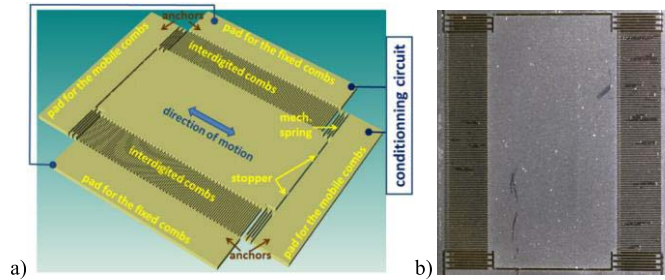 anchors
pad for the fixed combs
pad for the mobile combs
interdigited combs
mech.
spring
direction of motion
conditionning circuit
stopper
interdigited combs
pad for the fixed combs
pad for the mobile combs
anchors
a)
b)